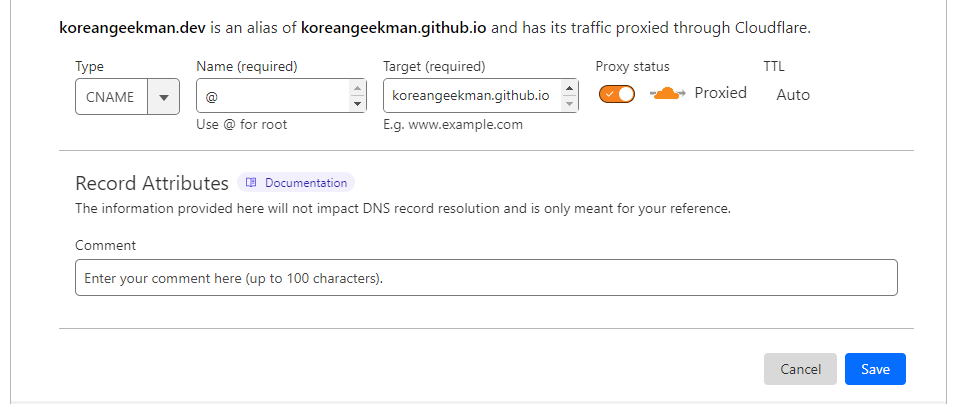 koreangeekman.dev is an alias of koreangeekman.github.io and has its traffic proxied through Cloudflare.
Type Name (required) Target (required) Proxy status TTL
CNAME @ koreangeekman.github.io Proxied Auto
Use @ for root E.g. www.example.com
Record Attributes Documentation
The information provided here will not impact DNS record resolution and is only meant for your reference.
Comment
Enter your comment here (up to 100 characters).
Cancel Save